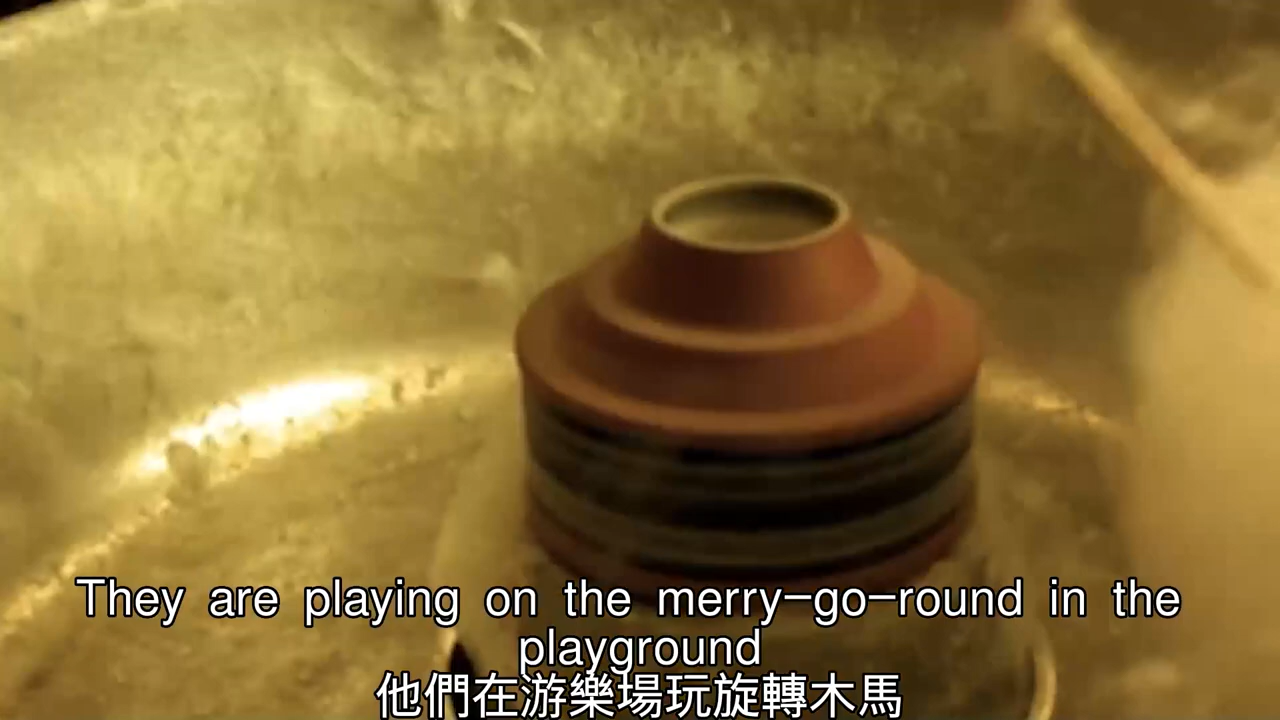 They are playing on the merry-go-round in the
playground
他們在游樂場玩旋轉木馬